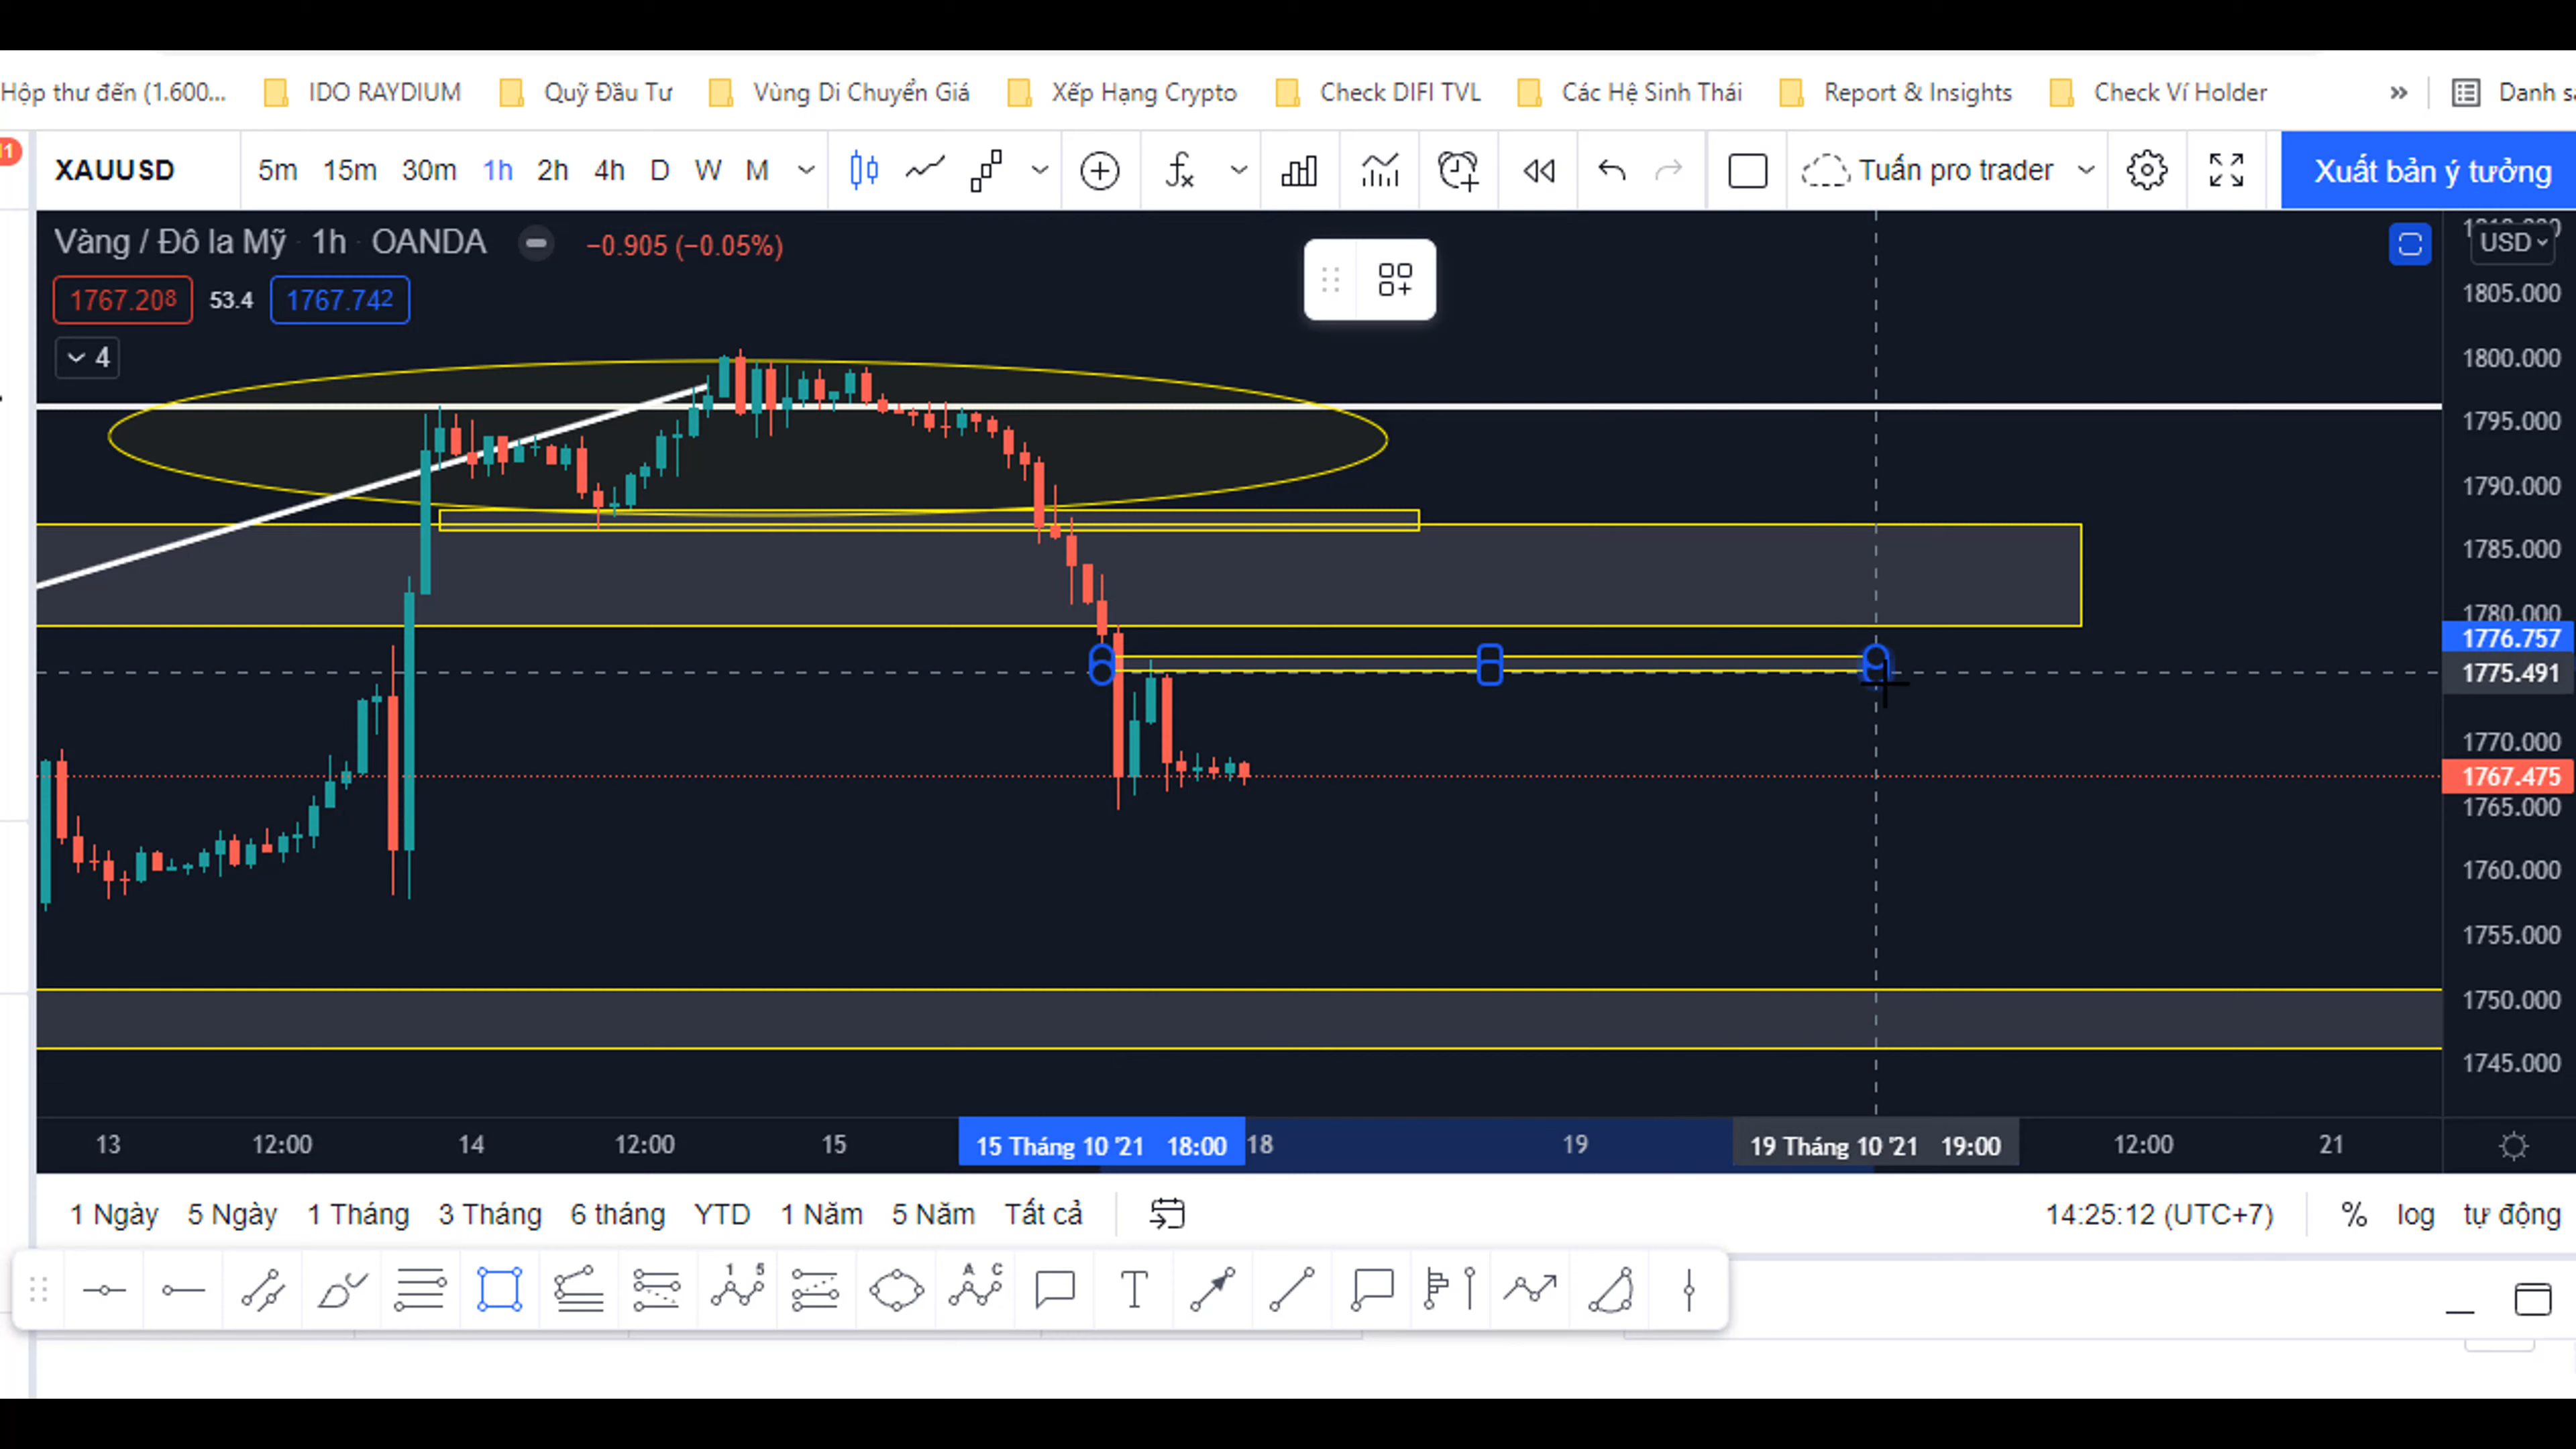 Hộp thư đến (1.600... IDO RAYDIUM Quỹ Đầu Tư Vùng Di Chuyển Giá Xếp Hạng Crypto Check DIFI TVL Các Hệ Sinh Thái Report & Insights Check Ví Holder » Danh sá
XAUUSD 5m 15m 30m 1h 2h 4h D W M Tuấn pro trader Xuất bản ý tưởng
Vàng / Đô la Mỹ · 1h · OANDA −0.905 (−0.05%) USD
1767.208 53.4 1767.742
4
1805.000
1800.000
1795.000
1790.000
1785.000
1780.000
1776.757
1775.491
1770.000
1767.475
1765.000
1760.000
1755.000
1750.000
1745.000
13 12:00 14 12:00 15 15 Tháng 10 '21 18:00 18 19 19 Tháng 10 '21 19:00 12:00 21
1 Ngày 5 Ngày 1 Tháng 3 Tháng 6 tháng YTD 1 Năm 5 Năm Tất cả 14:25:12 (UTC+7) % log tự động